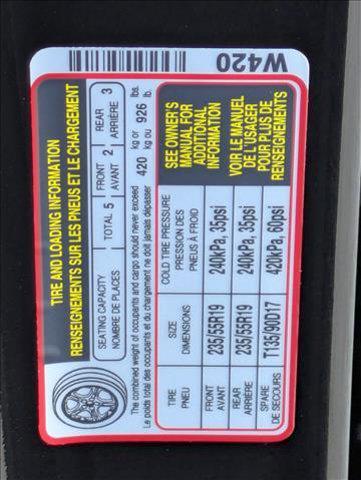 W420
TIRE AND LOADING INFORMATION
RENSEIGNEMENTS SUR LES PNEUS ET LE CHARGEMENT
SEATING CAPACITY
NOMBRE DE PLACES
TOTAL 5
FRONT
AVANT 2
REAR
ARRIÈRE 3
The combined weight of occupants and cargo should never exceed
Le poids total des occupants et du chargement ne doit jamais dépasser
420 kg or kg ou 926 lbs. lb.
TIRE
PNEU
SIZE
DIMENSIONS
COLD TIRE PRESSURE
PRESSION DES
PNEUS À FROID
FRONT
AVANT
235/55R19
240kPa, 35psi
REAR
ARRIÈRE
235/55R19
240kPa, 35psi
SPARE
DE SECOURS
T135/90D17
420kPa, 60psi
SEE OWNER'S
MANUAL FOR
ADDITIONAL
INFORMATION
VOIR LE MANUEL
DE L'USAGER
POUR PLUS DE
RENSEIGNEMENTS